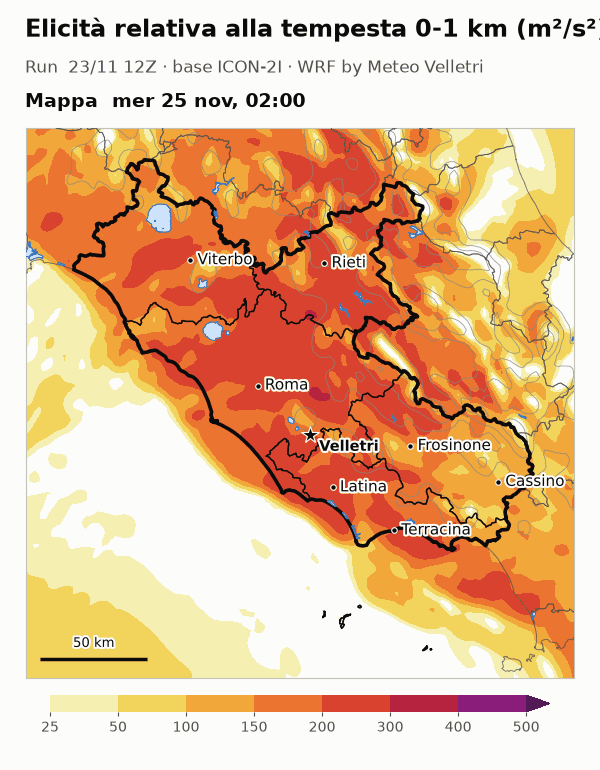 Elicità relativa alla tempesta 0-1 km (m²/s²)
Run 23/11 12Z · base ICON-2I · WRF by Meteo Velletri
Mappa mer 25 nov, 02:00
Viterbo
Rieti
Roma
Velletri
Frosinone
Latina
Cassino
Terracina
50 km
25 50 100 150 200 300 400 500